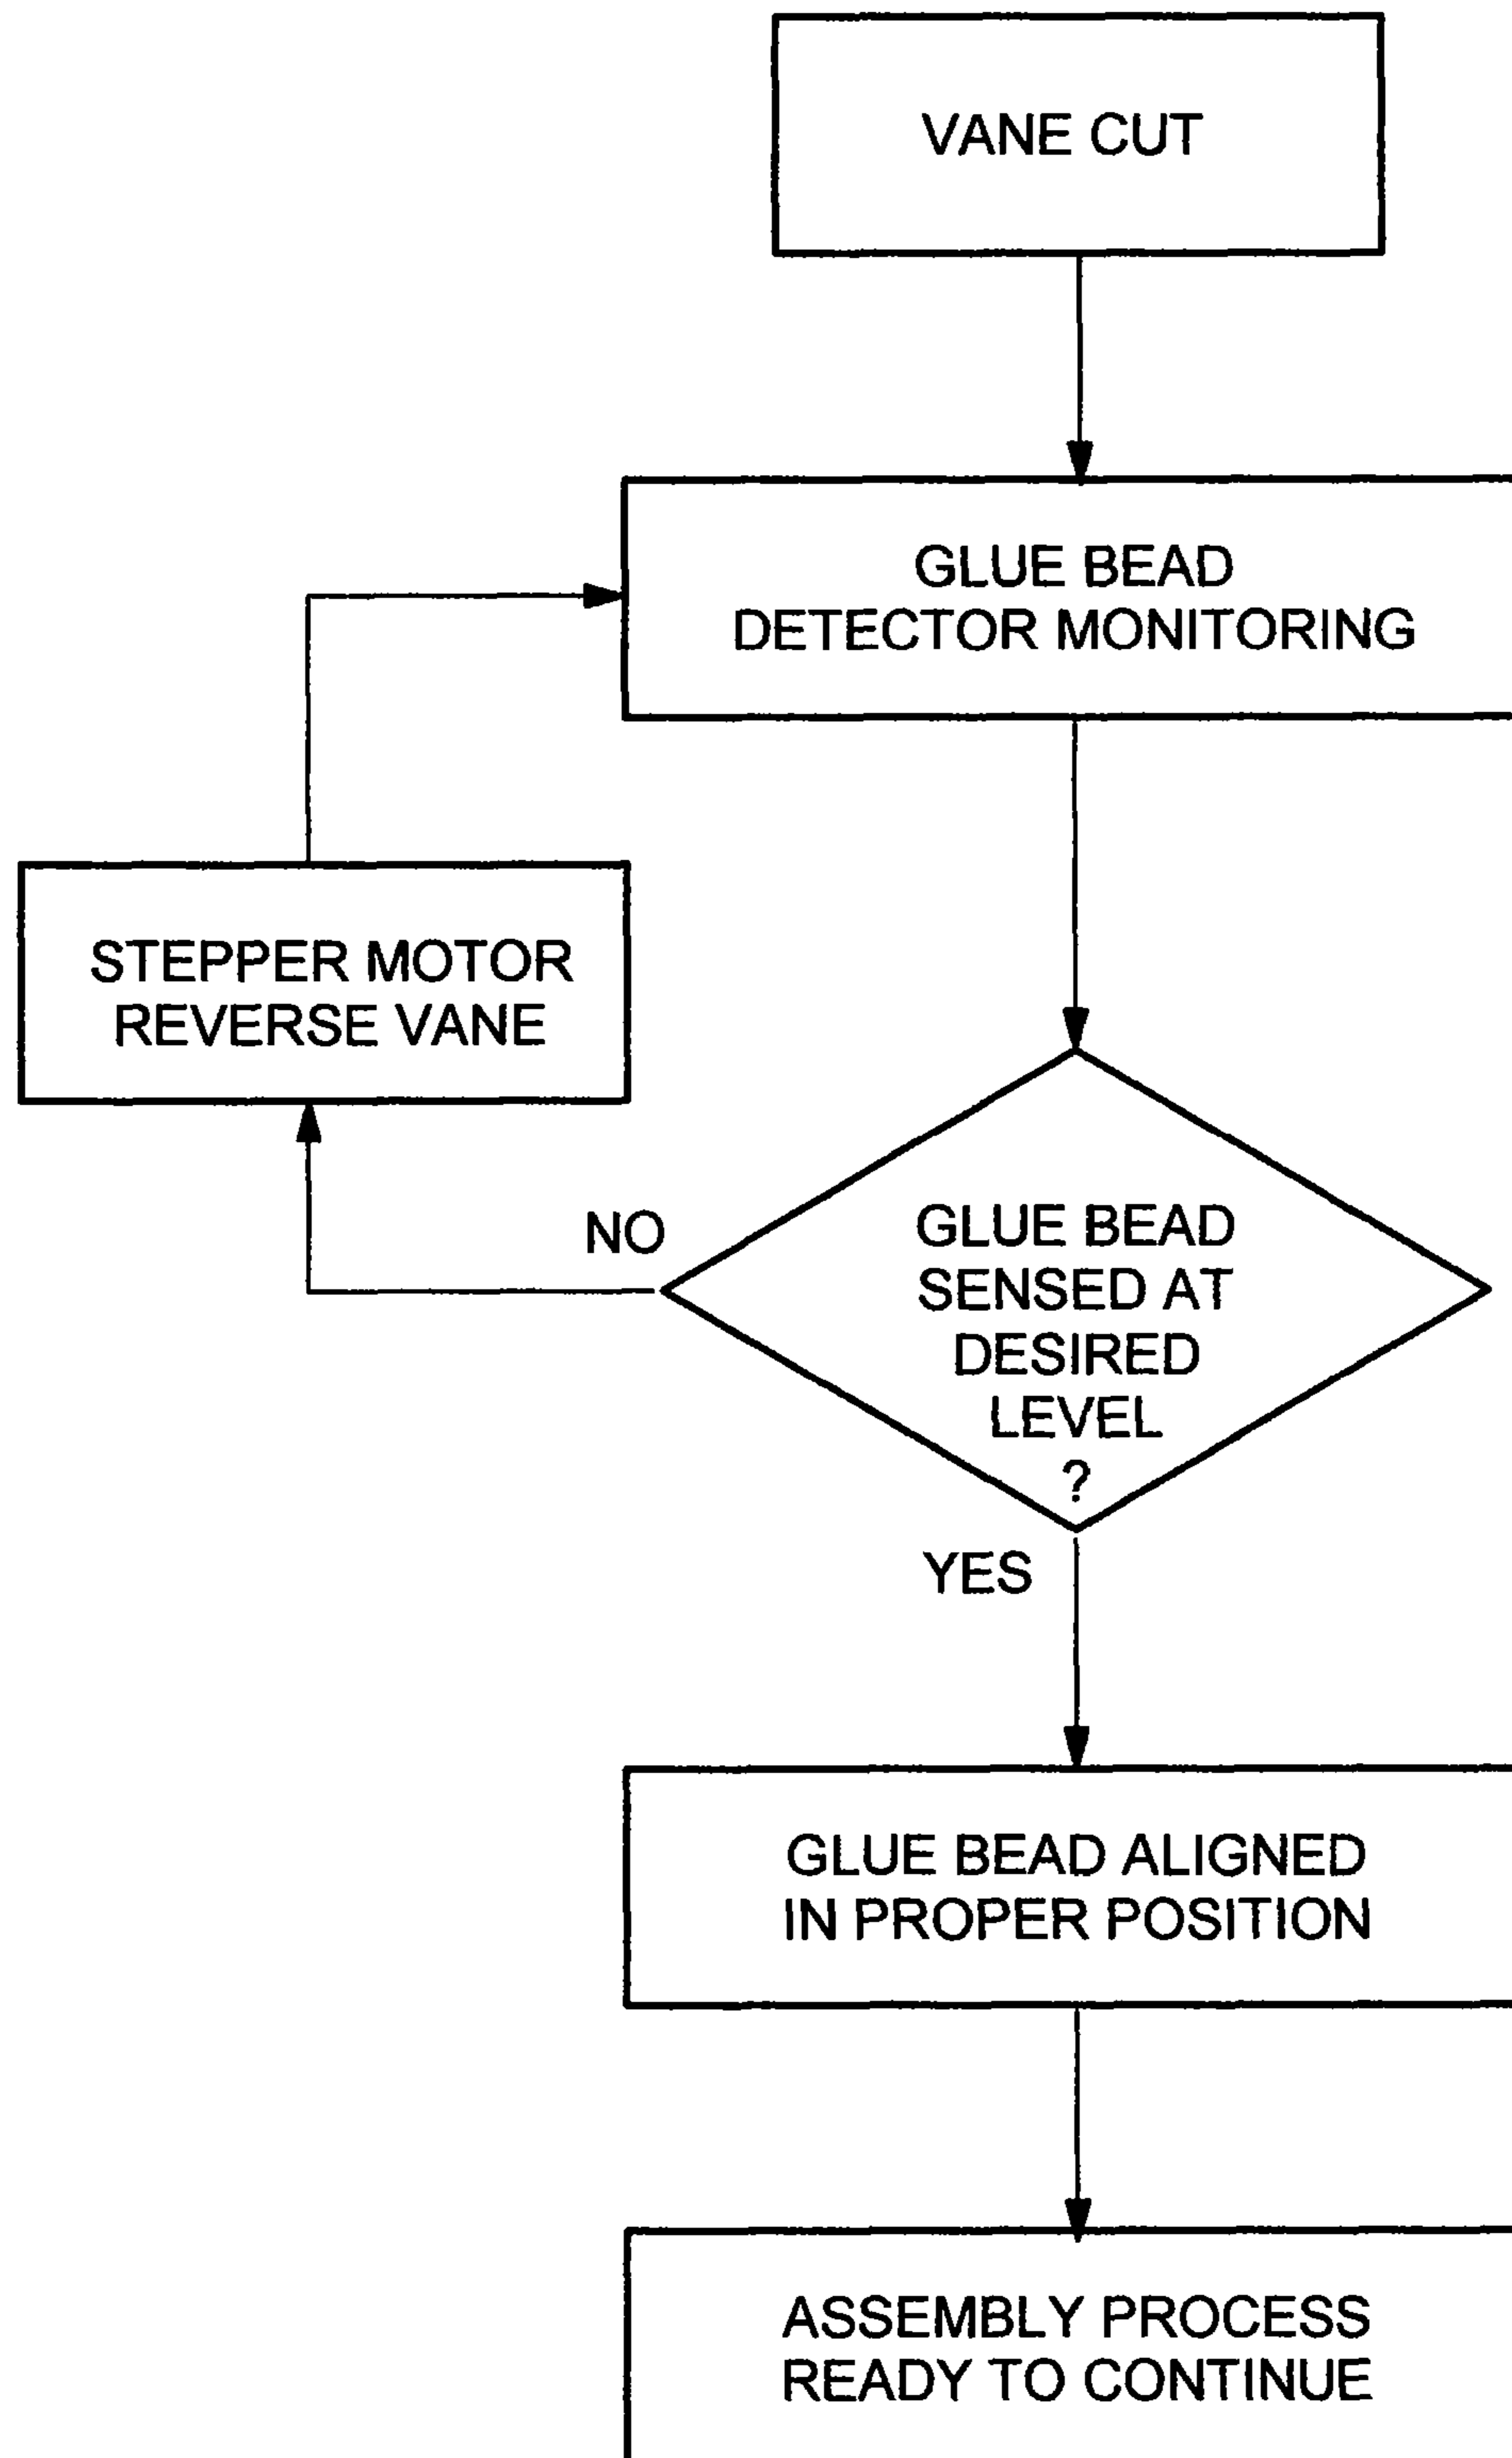 VANE CUT
GLUE BEAD
DETECTOR MONITORING
STEPPER MOTOR
REVERSE VANE
NO
GLUE BEAD
SENSED AT
DESIRED
LEVEL
?
YES
GLUE BEAD ALIGNED
IN PROPER POSITION
ASSEMBLY PROCESS
READY TO CONTINUE